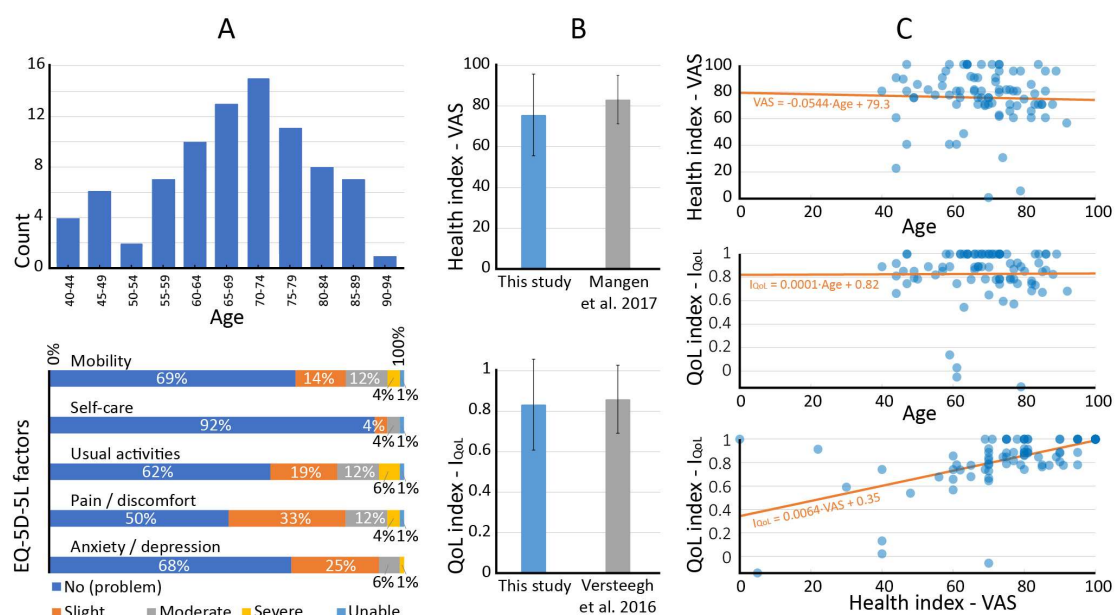 A
B
C
16
12
8
4
0
Count
40-44
45-49
50-54
55-59
60-64
65-69
70-74
75-79
80-84
85-89
90-94
Age
0%
100%
EQ-5D-5L factors
Mobility
69% 14% 12%
4% 1%
Self-care
92% 4%
4% 1%
Usual activities
62% 19% 12%
6% 1%
Pain / discomfort
50% 33% 12%
4% 1%
Anxiety / depression
68% 25%
6% 1%
No (problem)
Slight Moderate Severe Unable
Health index - VAS
100
80
60
40
20
0
This study Mangen
et al. 2017
QoL index - IQoL
1
0.8
0.6
0.4
0.2
0
This study Versteegh
et al. 2016
Health index - VAS
100
80
60
40
20
0
VAS = -0.0544·Age + 79.3
0 20 40 60 80 100
Age
QoL index - IQoL
1
0.8
0.6
0.4
0.2
0
IQoL = 0.0001·Age + 0.82
0 20 40 60 80 100
Age
QoL index - IQoL
1
0.8
0.6
0.4
0.2
0
IQoL = 0.0064·VAS + 0.35
0 20 40 60 80 100
Health index - VAS